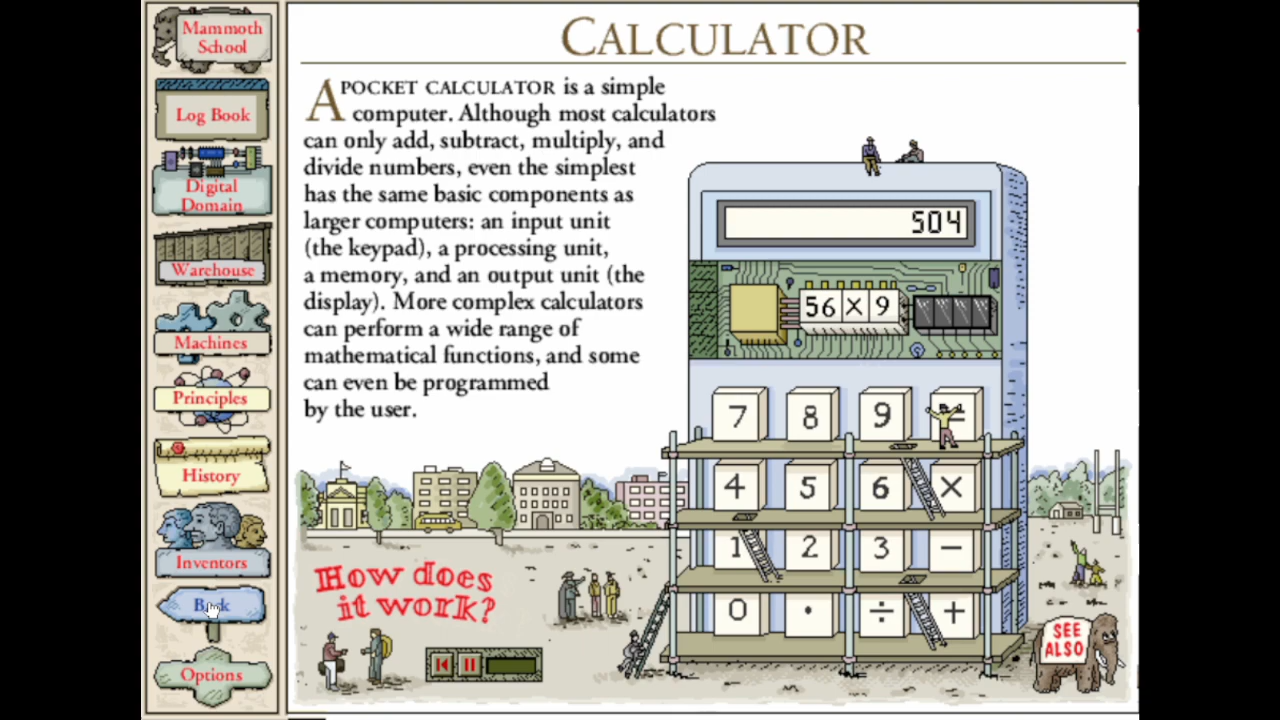 Mammoth
School
Log Book
Digital
Domain
Warehouse
Machines
Principles
History
Inventors
Back
Options
CALCULATOR
A POCKET CALCULATOR is a simple
computer. Although most calculators
can only add, subtract, multiply, and
divide numbers, even the simplest
has the same basic components as
larger computers: an input unit
(the keypad), a processing unit,
a memory, and an output unit (the
display). More complex calculators
can perform a wide range of
mathematical functions, and some
can even be programmed
by the user.
504
56 × 9
7 8 9 =
4 5 6 ×
1 2 3 −
0 . ÷ +
How does
it work?
SEE
ALSO